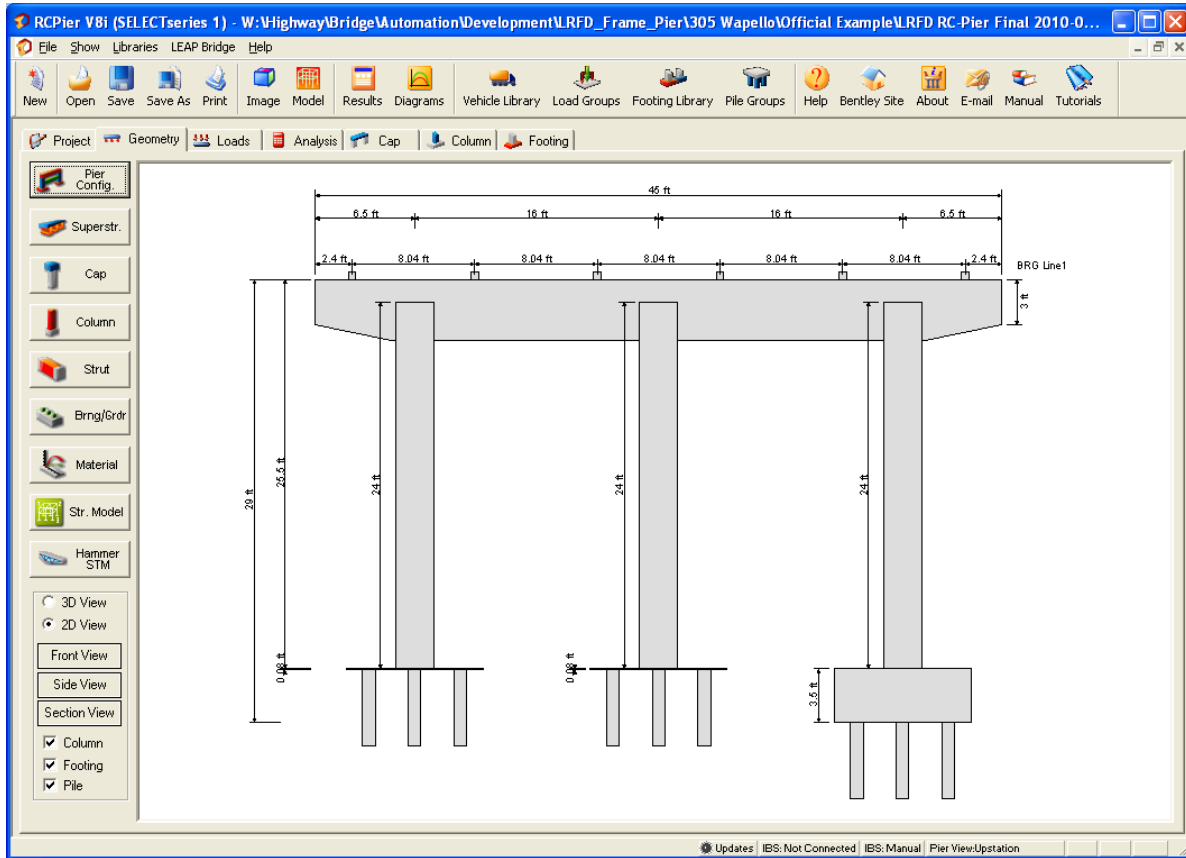 RCPier V8i (SELECTseries 1) - W:\Highway\Bridge\Automation\Development\LRFD_Frame_Pier\305 Wapello\Official Example\LRFD RC-Pier Final 2010-0...
File Show Libraries LEAP Bridge Help
New Open Save Save As Print Image Model Results Diagrams Vehicle Library Load Groups Footing Library Pile Groups Help Bentley Site About E-mail Manual Tutorials
Project Geometry Loads Analysis Cap Column Footing
Pier Config.
Superstr.
Cap
Column
Strut
Brng/Grdr
Material
Str. Model
Hammer STM
3D View
2D View
Front View
Side View
Section View
Column
Footing
Pile
45 ft
6.5 ft 16 ft 16 ft 6.5 ft
2.4 ft 8.04 ft 8.04 ft 8.04 ft 8.04 ft 8.04 ft 2.4 ft BRG Line1
3 ft
29 ft 25.5 ft 24 ft 24 ft 24 ft
0.08 ft 0.08 ft 3.5 ft
Updates IBS: Not Connected IBS: Manual Pier View:Upstation